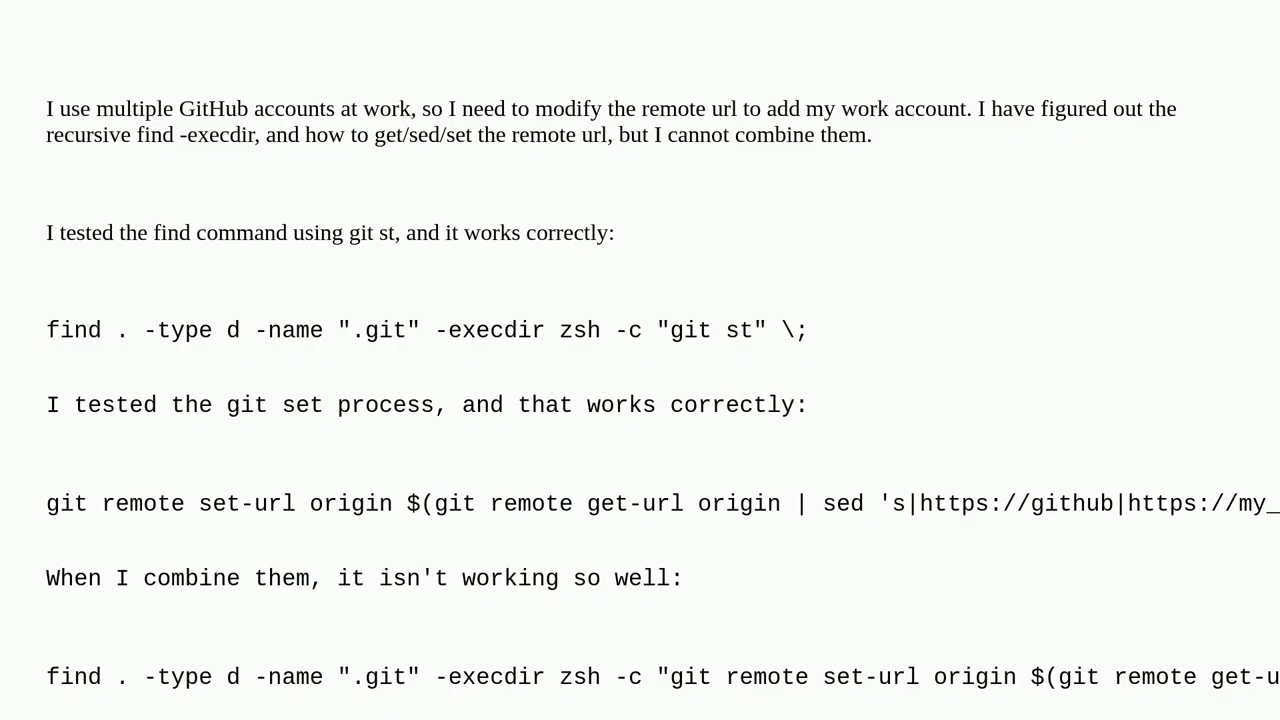 I use multiple GitHub accounts at work, so I need to modify the remote url to add my work account. I have figured out the
recursive find -execdir, and how to get/sed/set the remote url, but I cannot combine them.
I tested the find command using git st, and it works correctly:
find . -type d -name ".git" -execdir zsh -c "git st" \;
I tested the git set process, and that works correctly:
git remote set-url origin $(git remote get-url origin | sed 's|https://github|https://my_
When I combine them, it isn't working so well:
find . -type d -name ".git" -execdir zsh -c "git remote set-url origin $(git remote get-u